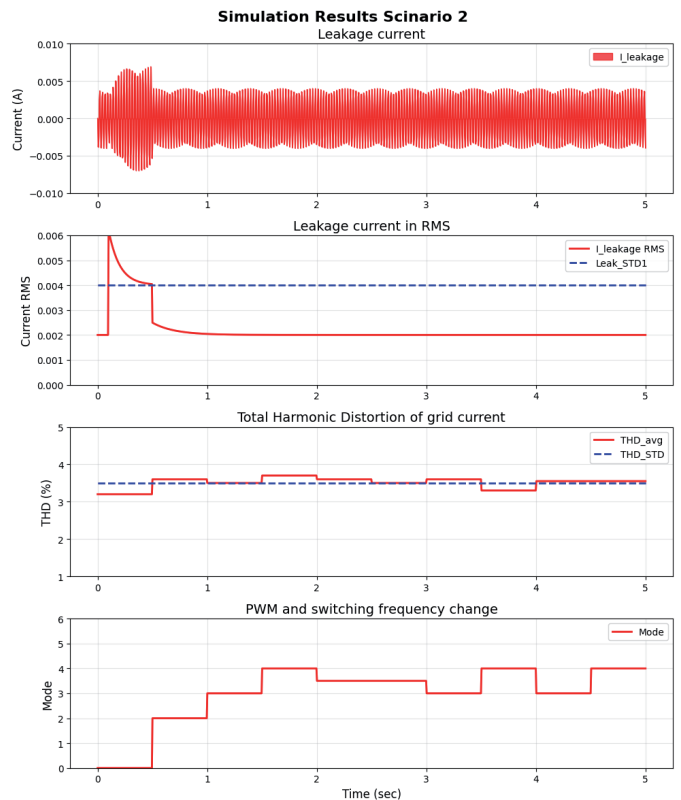 Simulation Results Scinario 2
Leakage current
0.010
0.005
0.000
−0.005
−0.010
Current (A)
I_leakage
0 1 2 3 4 5
Leakage current in RMS
0.006
0.005
0.004
0.003
0.002
0.001
0.000
Current RMS
I_leakage RMS
Leak_STD1
0 1 2 3 4 5
Total Harmonic Distortion of grid current
5
4
3
2
1
THD (%)
THD_avg
THD_STD
0 1 2 3 4 5
PWM and switching frequency change
6
5
4
3
2
1
0
Mode
Mode
0 1 2 3 4 5
Time (sec)